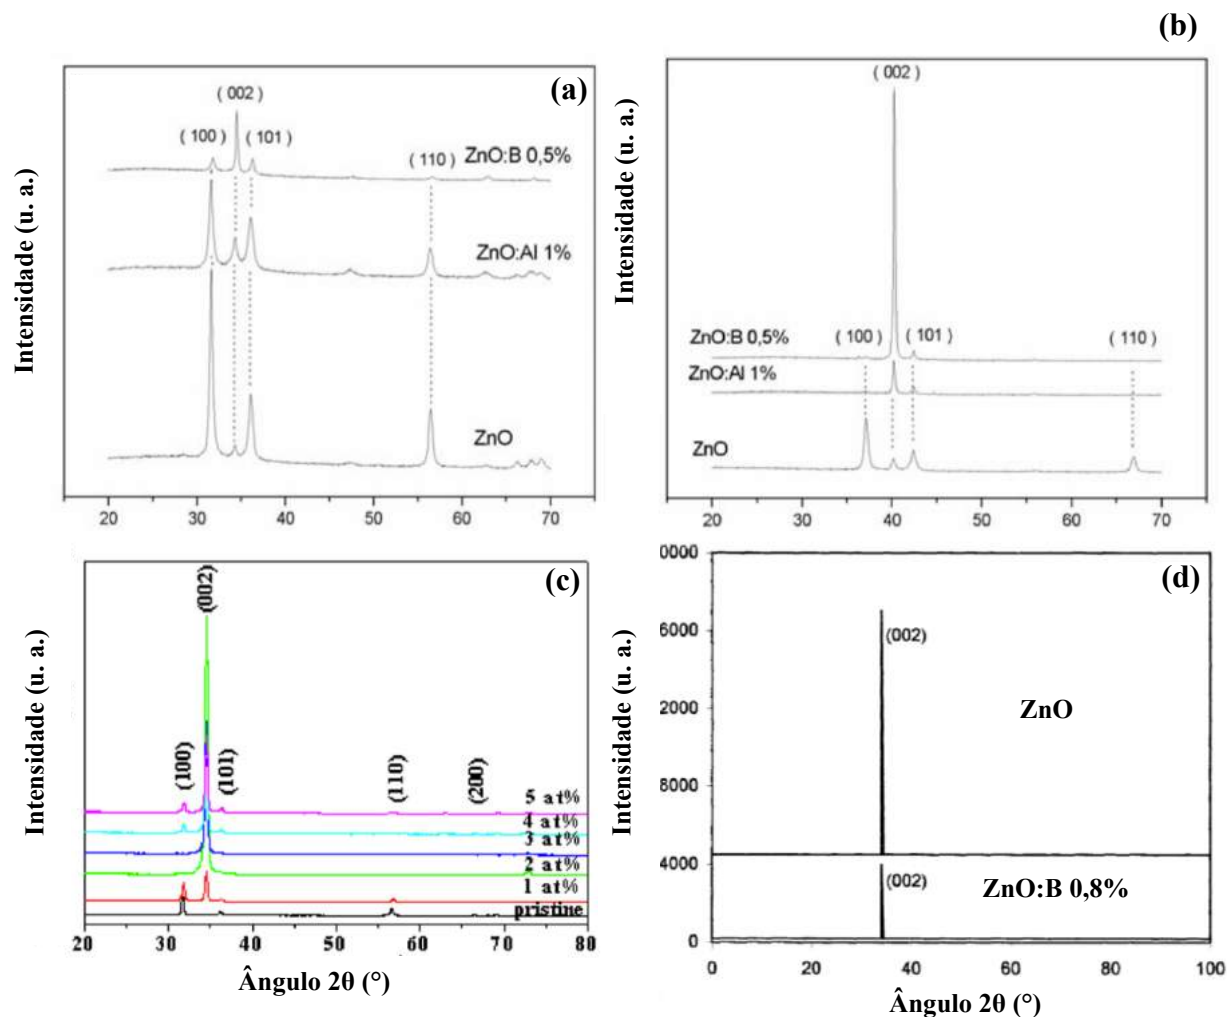 (a)
( 002 )
( 100 )
( 101 )
( 110 )
ZnO:B 0,5%
ZnO:Al 1%
ZnO
Intensidade (u. a.)
20 30 40 50 60 70
(b)
( 002 )
ZnO:B 0,5%
( 100 )
( 101 )
( 110 )
ZnO:Al 1%
ZnO
Intensidade (u. a.)
20 30 40 50 60 70
(c)
(002)
(100)
(101)
(110)
(200)
5 at%
4 at%
3 at%
2 at%
1 at%
pristine
Intensidade (u. a.)
20 30 40 50 60 70 80
Ângulo 2θ (°)
(d)
0000
6000
2000
8000
4000
0
(002)
ZnO
(002)
ZnO:B 0,8%
Intensidade (u. a.)
0 20 40 60 80 100
Ângulo 2θ (°)